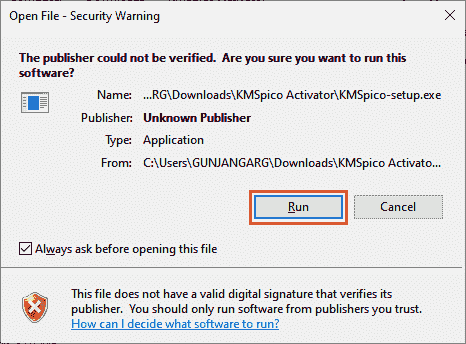 Open File - Security Warning
The publisher could not be verified. Are you sure you want to run this
software?
Name: ...RG\Downloads\KMSpico Activator\KMSpico-setup.exe
Publisher: Unknown Publisher
Type: Application
From: C:\Users\GUNJANGARG\Downloads\KMSpico Activato...
Run Cancel
Always ask before opening this file
This file does not have a valid digital signature that verifies its
publisher. You should only run software from publishers you trust.
How can I decide what software to run?